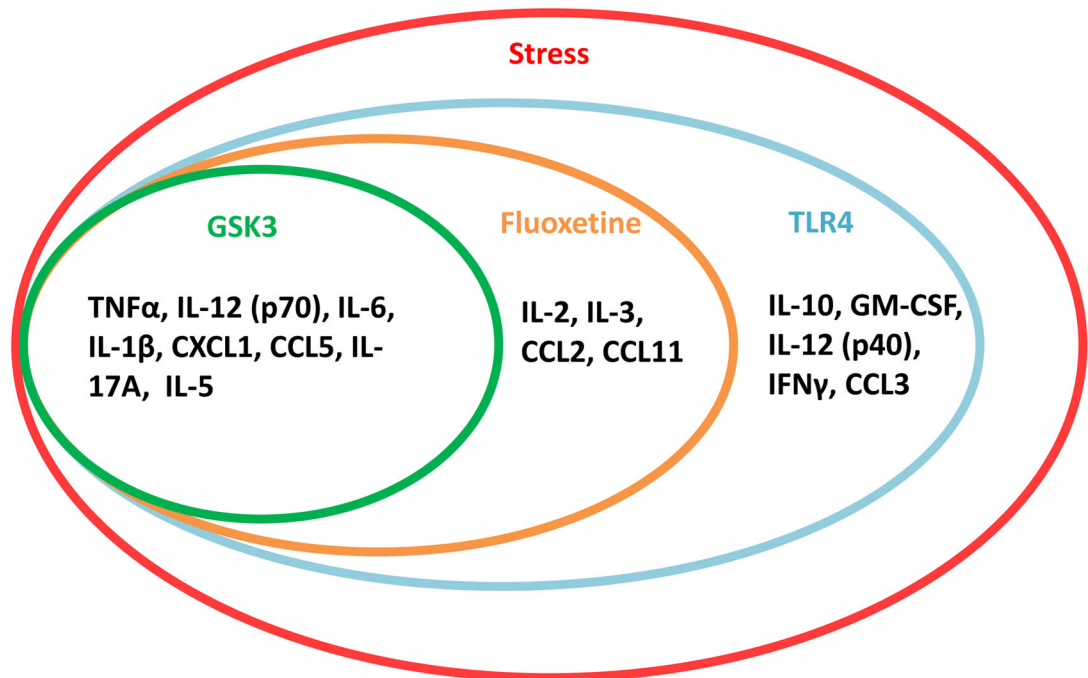 Stress
GSK3
Fluoxetine
TLR4
TNFα, IL-12 (p70), IL-6,
IL-1β, CXCL1, CCL5, IL-
17A, IL-5
IL-2, IL-3,
CCL2, CCL11
IL-10, GM-CSF,
IL-12 (p40),
IFNγ, CCL3